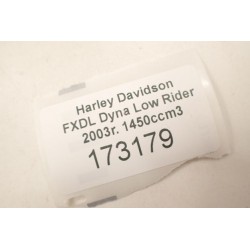 Harley Davidson
FXDL Dyna Low Rider
2003r. 1450ccm3
173179